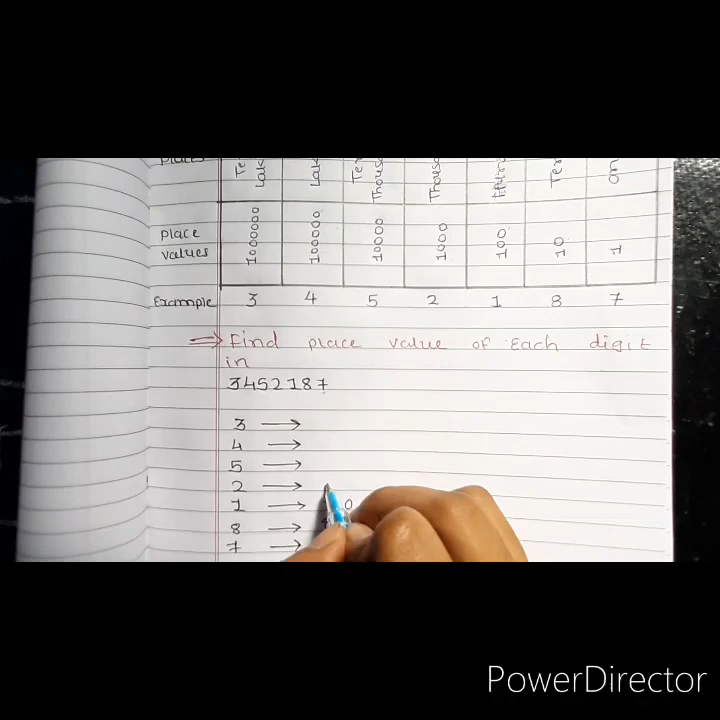 Place values 1000000 100000 10000 1000 100 10 1
Example 3 4 5 2 1 8 7
⇒ Find place value of Each digit
in
3452187
3 →
4 →
5 →
2 →
1 →
8 →
7 →
PowerDirector